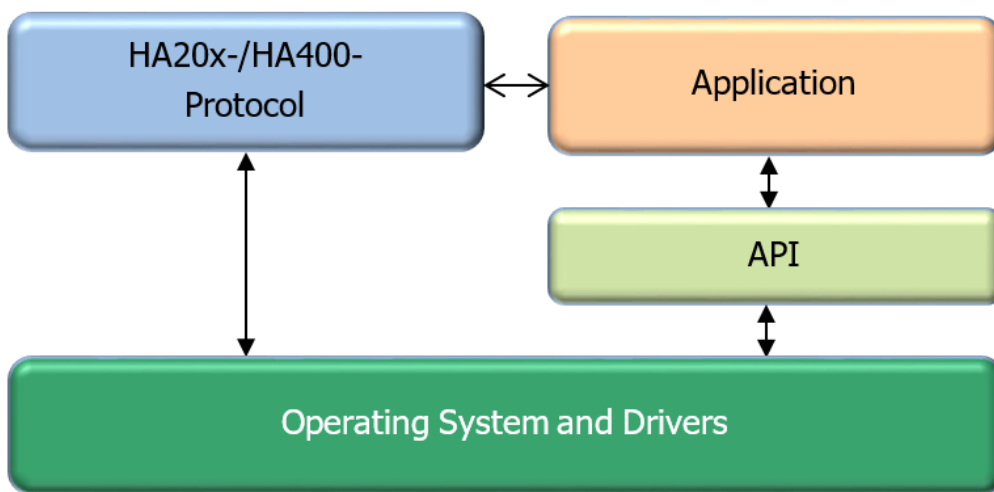 HA20x-/HA400-
Protocol
Application
API
Operating System and Drivers